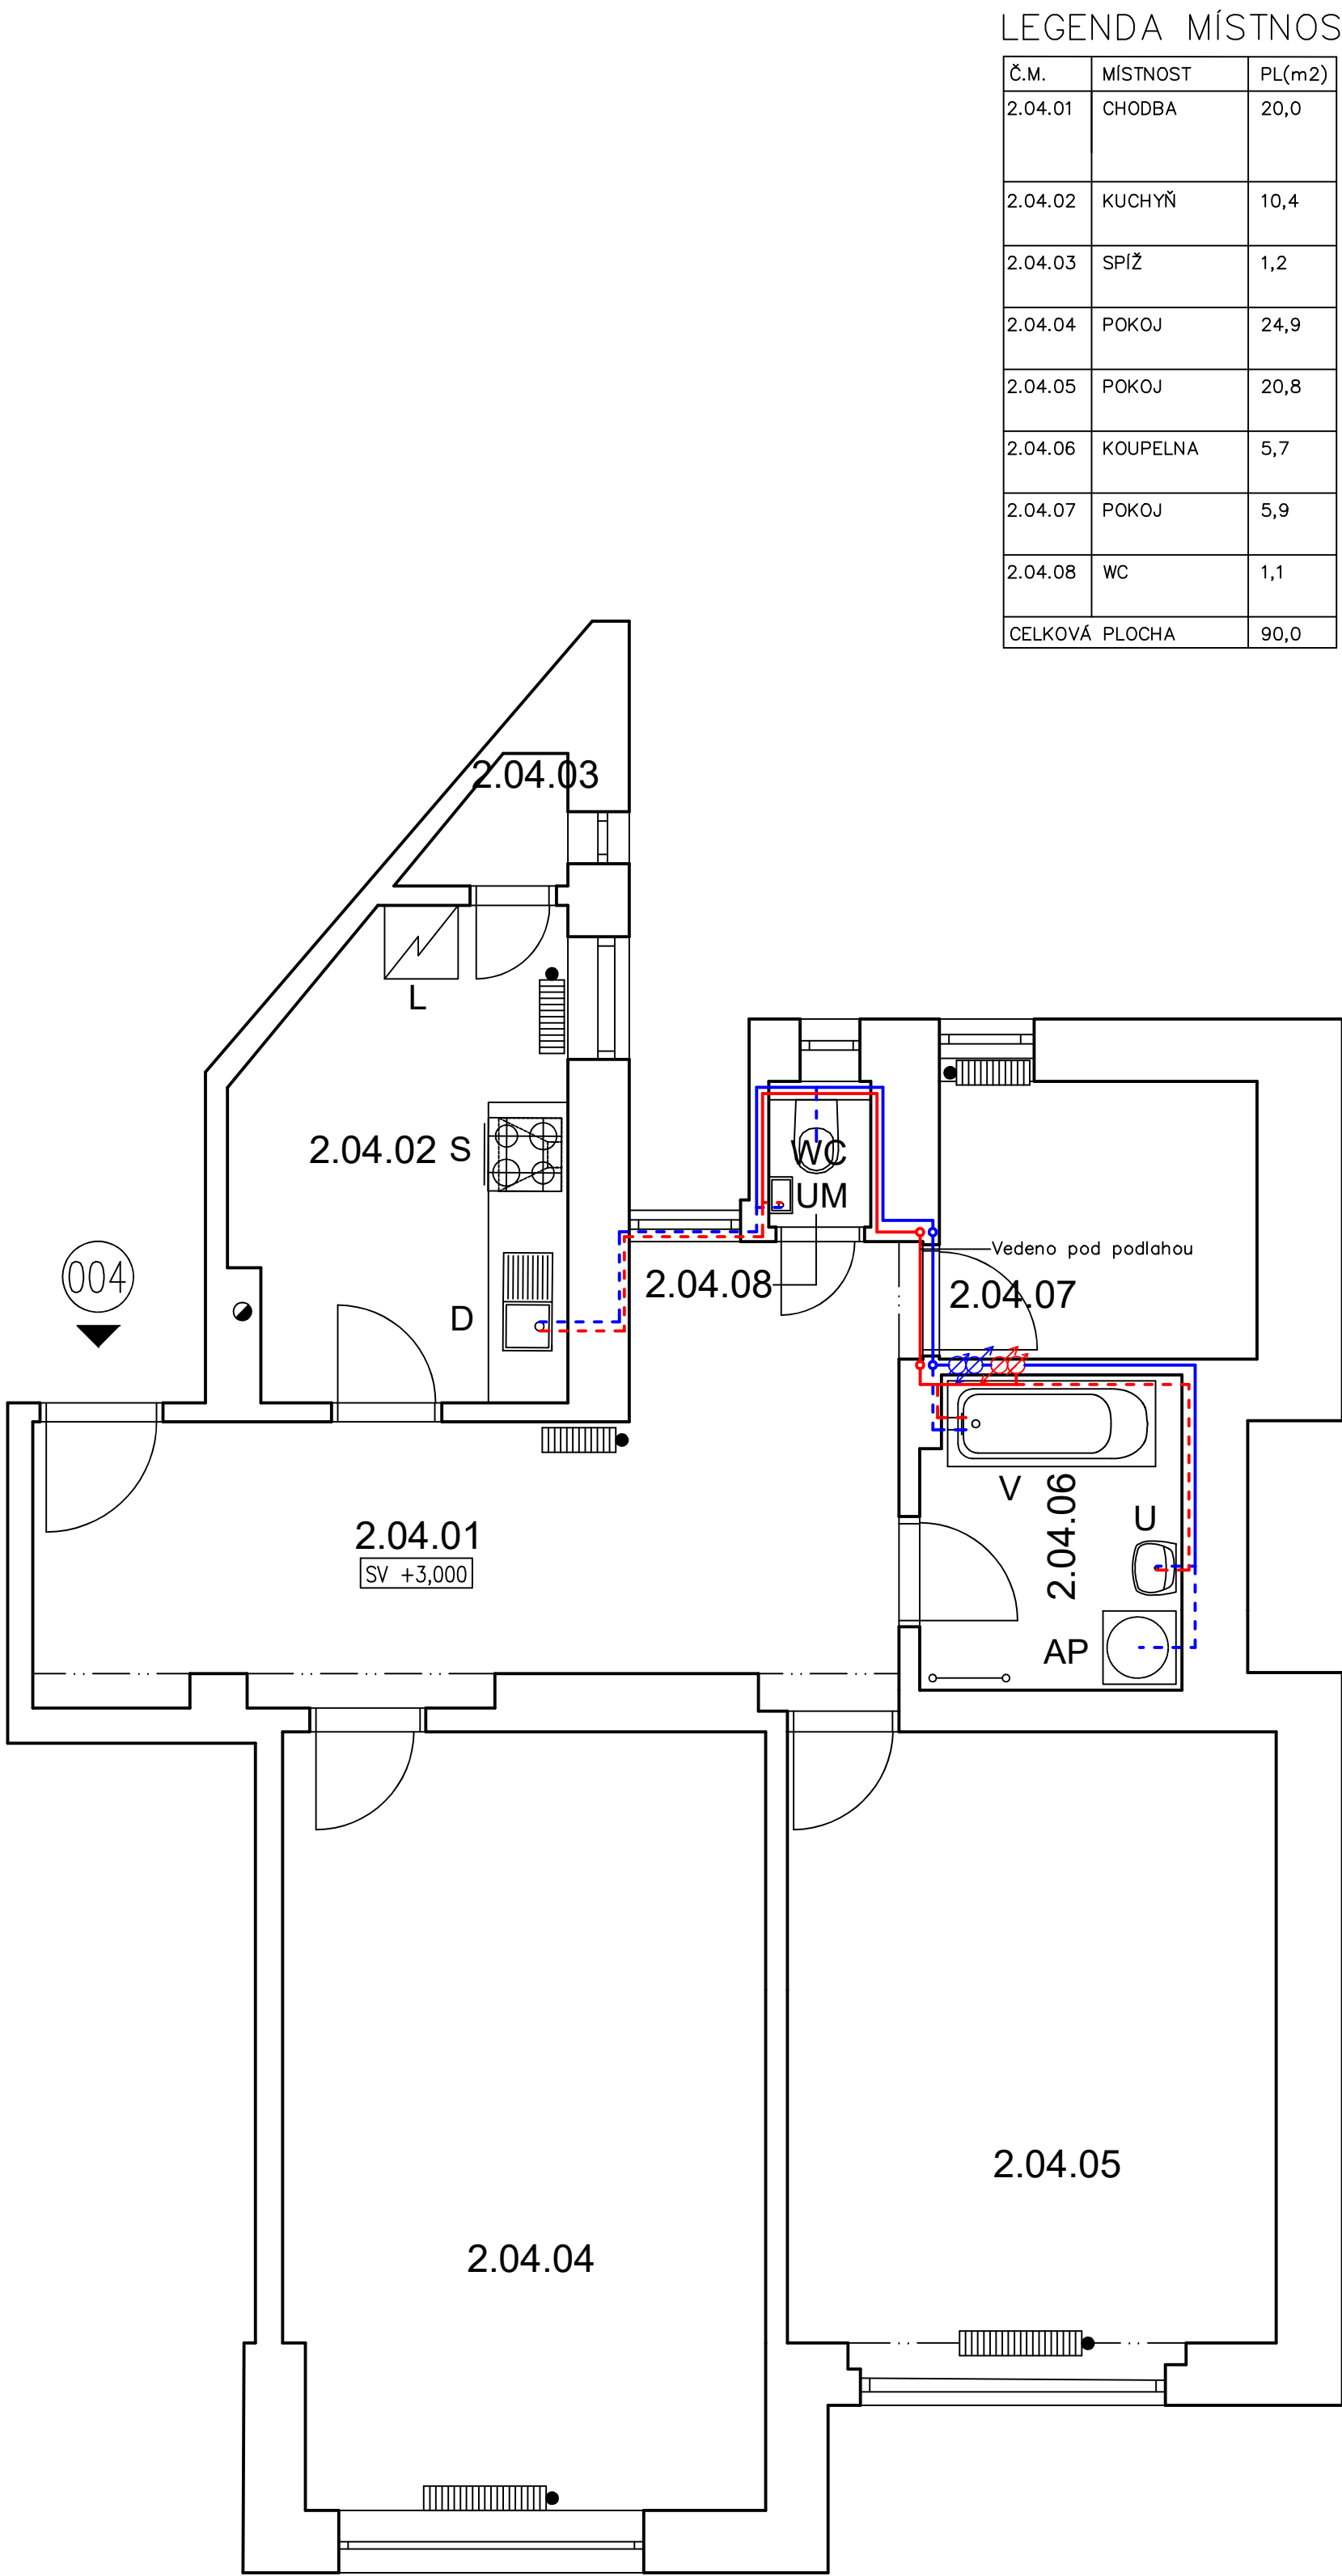 LEGENDA MÍSTNOS
Č.M. MÍSTNOST PL(m2)
2.04.01 CHODBA 20,0
2.04.02 KUCHYŇ 10,4
2.04.03 SPÍŽ 1,2
2.04.04 POKOJ 24,9
2.04.05 POKOJ 20,8
2.04.06 KOUPELNA 5,7
2.04.07 POKOJ 5,9
2.04.08 WC 1,1
CELKOVÁ PLOCHA 90,0
2.04.03
L
2.04.02 S
WC
UM
Vedeno pod podlahou
004
2.04.08
2.04.07
D
V
2.04.06
U
2.04.01
SV +3,000
AP
2.04.05
2.04.04